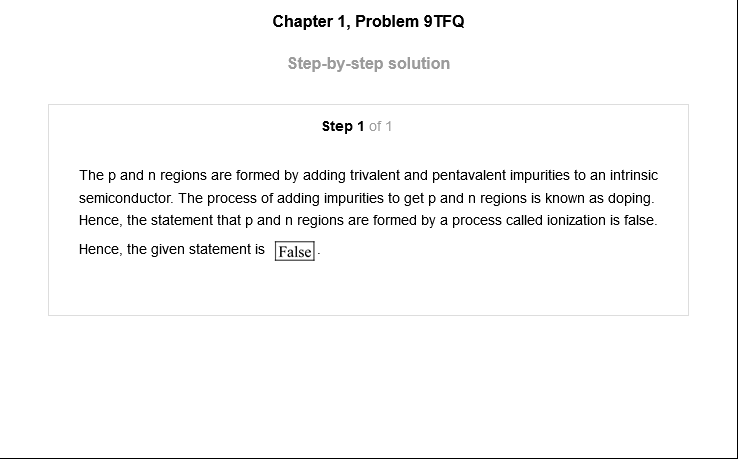 Chapter 1, Problem 9TFQ
Step-by-step solution
Step 1 of 1
The p and n regions are formed by adding trivalent and pentavalent impurities to an intrinsic
semiconductor. The process of adding impurities to get p and n regions is known as doping.
Hence, the statement that p and n regions are formed by a process called ionization is false.
Hence, the given statement is False.